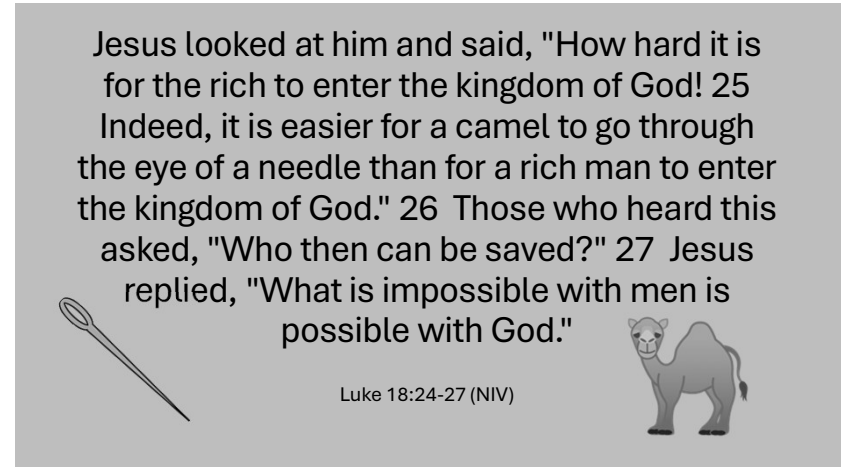 Jesus looked at him and said, "How hard it is
for the rich to enter the kingdom of God! 25
Indeed, it is easier for a camel to go through
the eye of a needle than for a rich man to enter
the kingdom of God." 26  Those who heard this
asked, "Who then can be saved?" 27  Jesus
replied, "What is impossible with men is
possible with God."
Luke 18:24-27 (NIV)